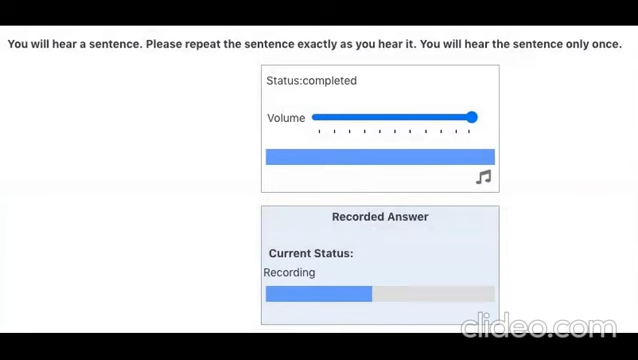 You will hear a sentence. Please repeat the sentence exactly as you hear it. You will hear the sentence only once.
Status:completed
Volume
Recorded Answer
Current Status:
Recording
clideo.com